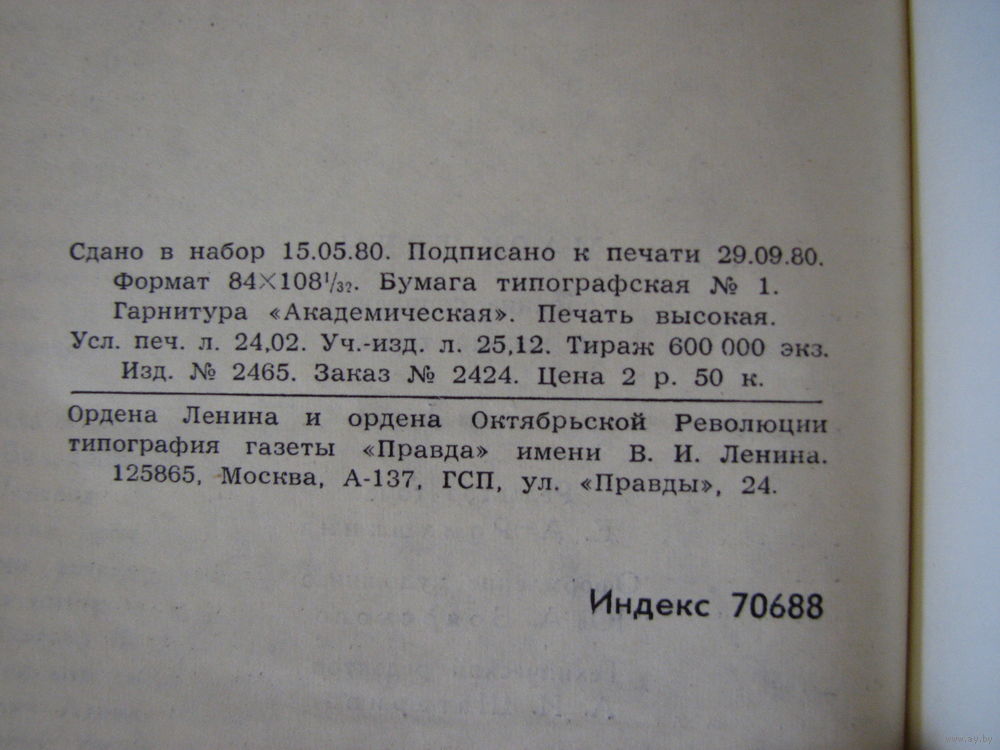 Сдано в набор 15.05.80. Подписано к печати 29.09.80.
Формат 84×108¹/₃₂. Бумага типографская № 1.
Гарнитура «Академическая». Печать высокая.
Усл. печ. л. 24,02. Уч.-изд. л. 25,12. Тираж 600 000 экз.
Изд. № 2465. Заказ № 2424. Цена 2 р. 50 к.
Ордена Ленина и ордена Октябрьской Революции
типография газеты «Правда» имени В. И. Ленина.
125865, Москва, А-137, ГСП, ул. «Правды», 24.
Индекс 70688
www.ay.by